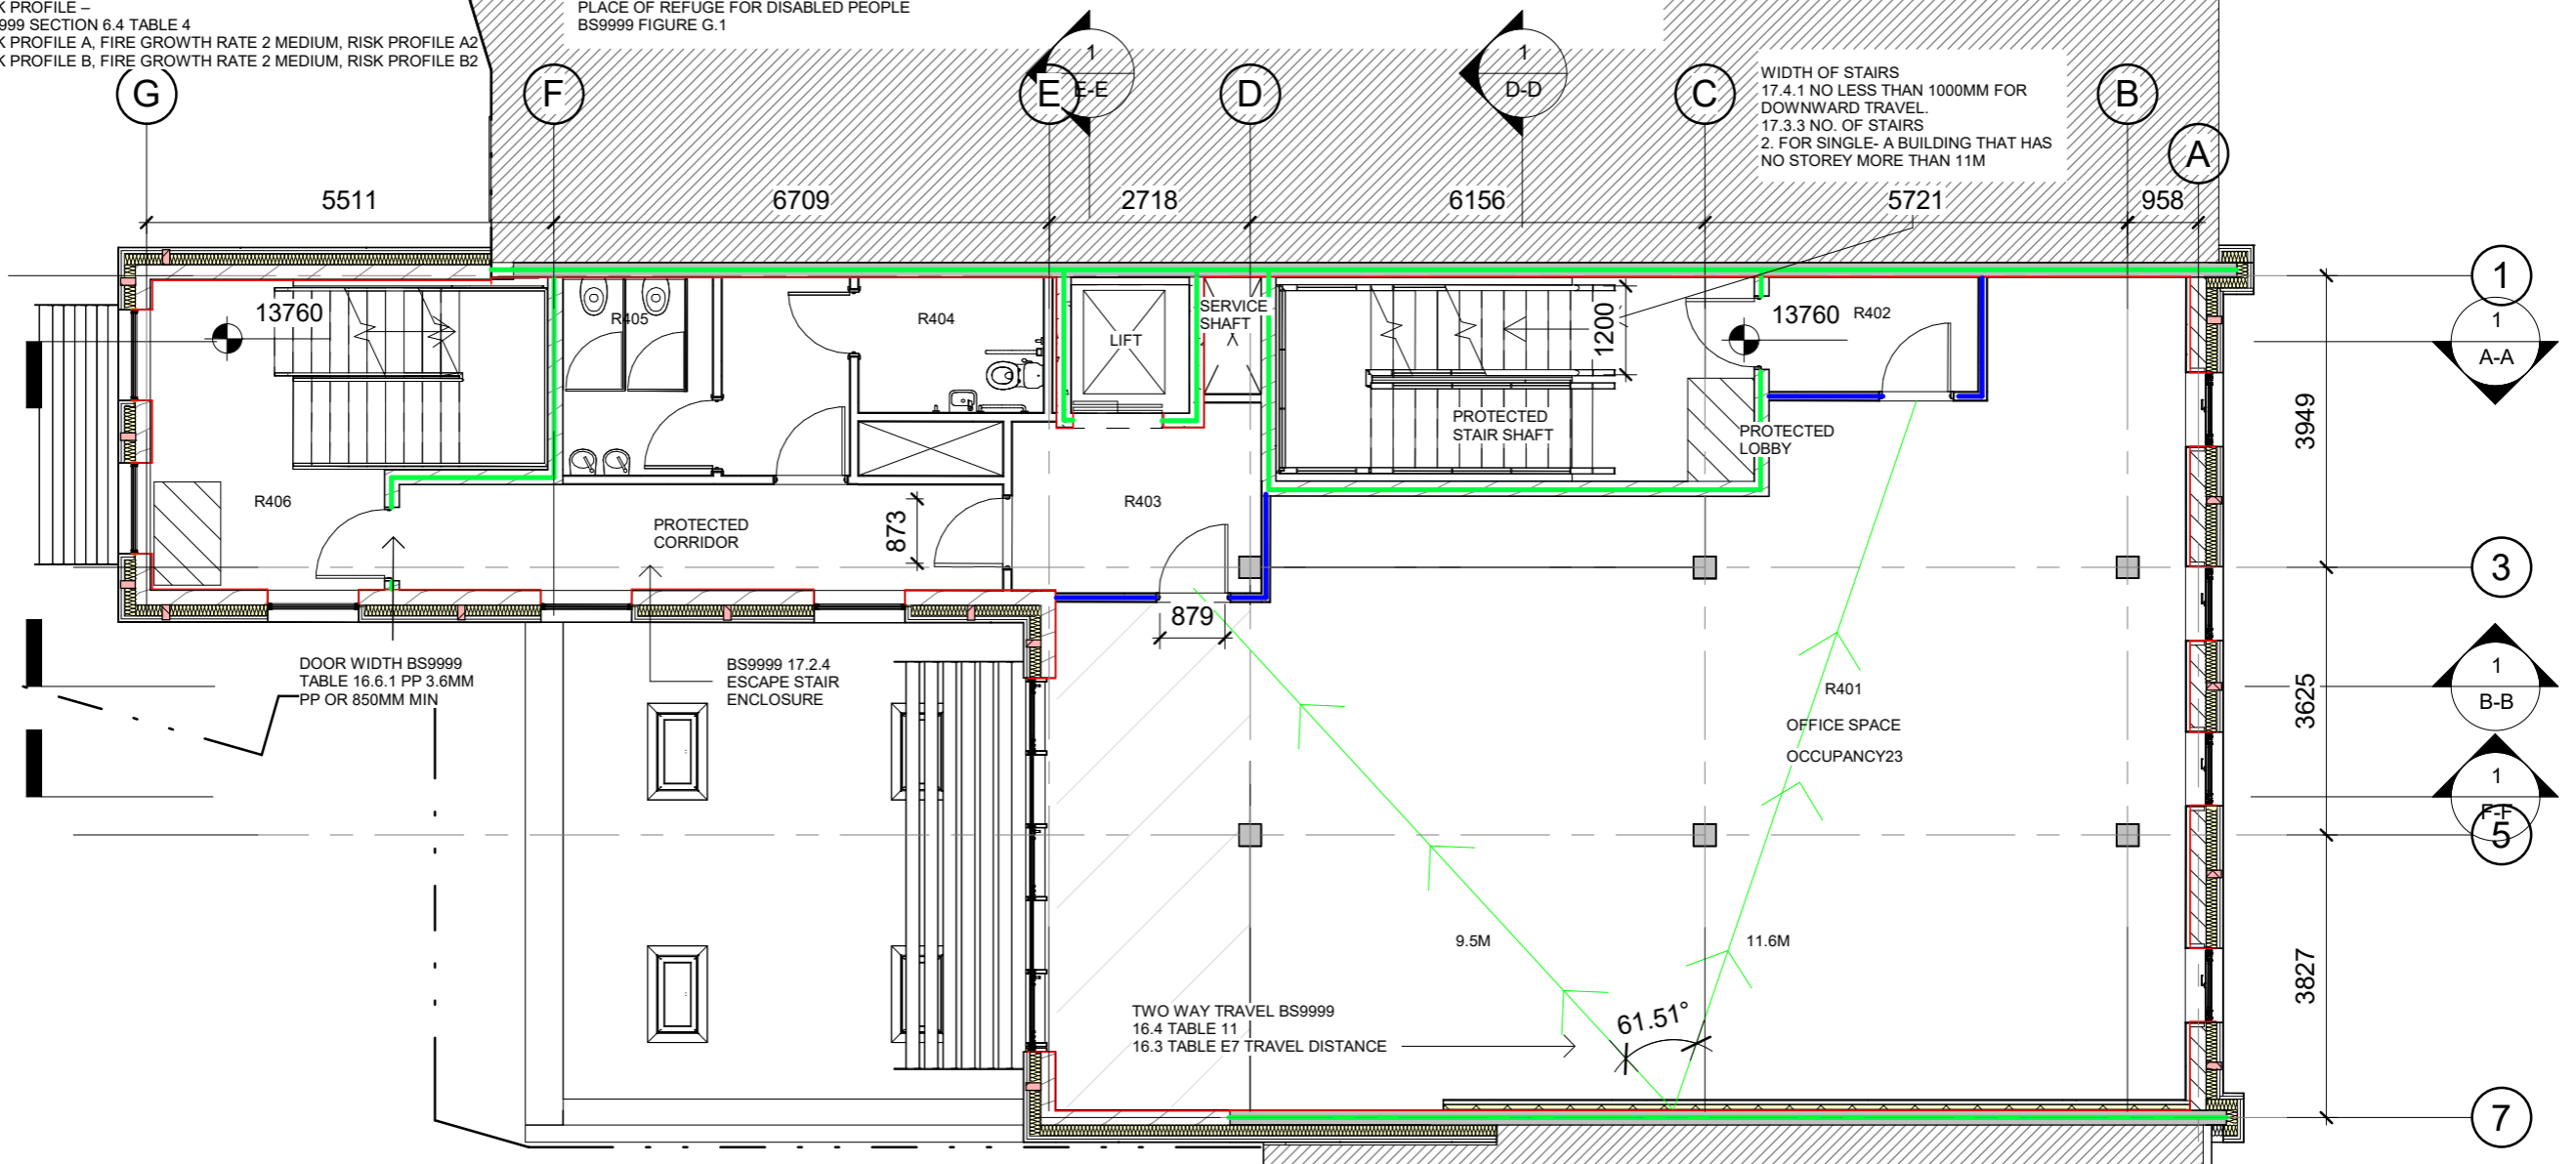 K PROFILE –
999 SECTION 6.4 TABLE 4
K PROFILE A, FIRE GROWTH RATE 2 MEDIUM, RISK PROFILE A2
K PROFILE B, FIRE GROWTH RATE 2 MEDIUM, RISK PROFILE B2
PLACE OF REFUGE FOR DISABLED PEOPLE
BS9999 FIGURE G.1
1
E-E
1
D-D
WIDTH OF STAIRS
17.4.1 NO LESS THAN 1000MM FOR
DOWNWARD TRAVEL.
17.3.3 NO. OF STAIRS
2. FOR SINGLE- A BUILDING THAT HAS
NO STOREY MORE THAN 11M
G
F
E
D
C
B
A
5511
6709
2718
6156
5721
958
1
1
A-A
13760
R405
R404
LIFT
SERVICE
SHAFT
1200
13760
R402
PROTECTED
STAIR SHAFT
PROTECTED
LOBBY
3949
R406
PROTECTED
CORRIDOR
873
R403
3
879
DOOR WIDTH BS9999
TABLE 16.6.1 PP 3.6MM
PP OR 850MM MIN
BS9999 17.2.4
ESCAPE STAIR
ENCLOSURE
R401
OFFICE SPACE
OCCUPANCY23
3625
1
B-B
1
F-F
5
9.5M
11.6M
3827
TWO WAY TRAVEL BS9999
16.4 TABLE 11
16.3 TABLE E7 TRAVEL DISTANCE
61.51°
7